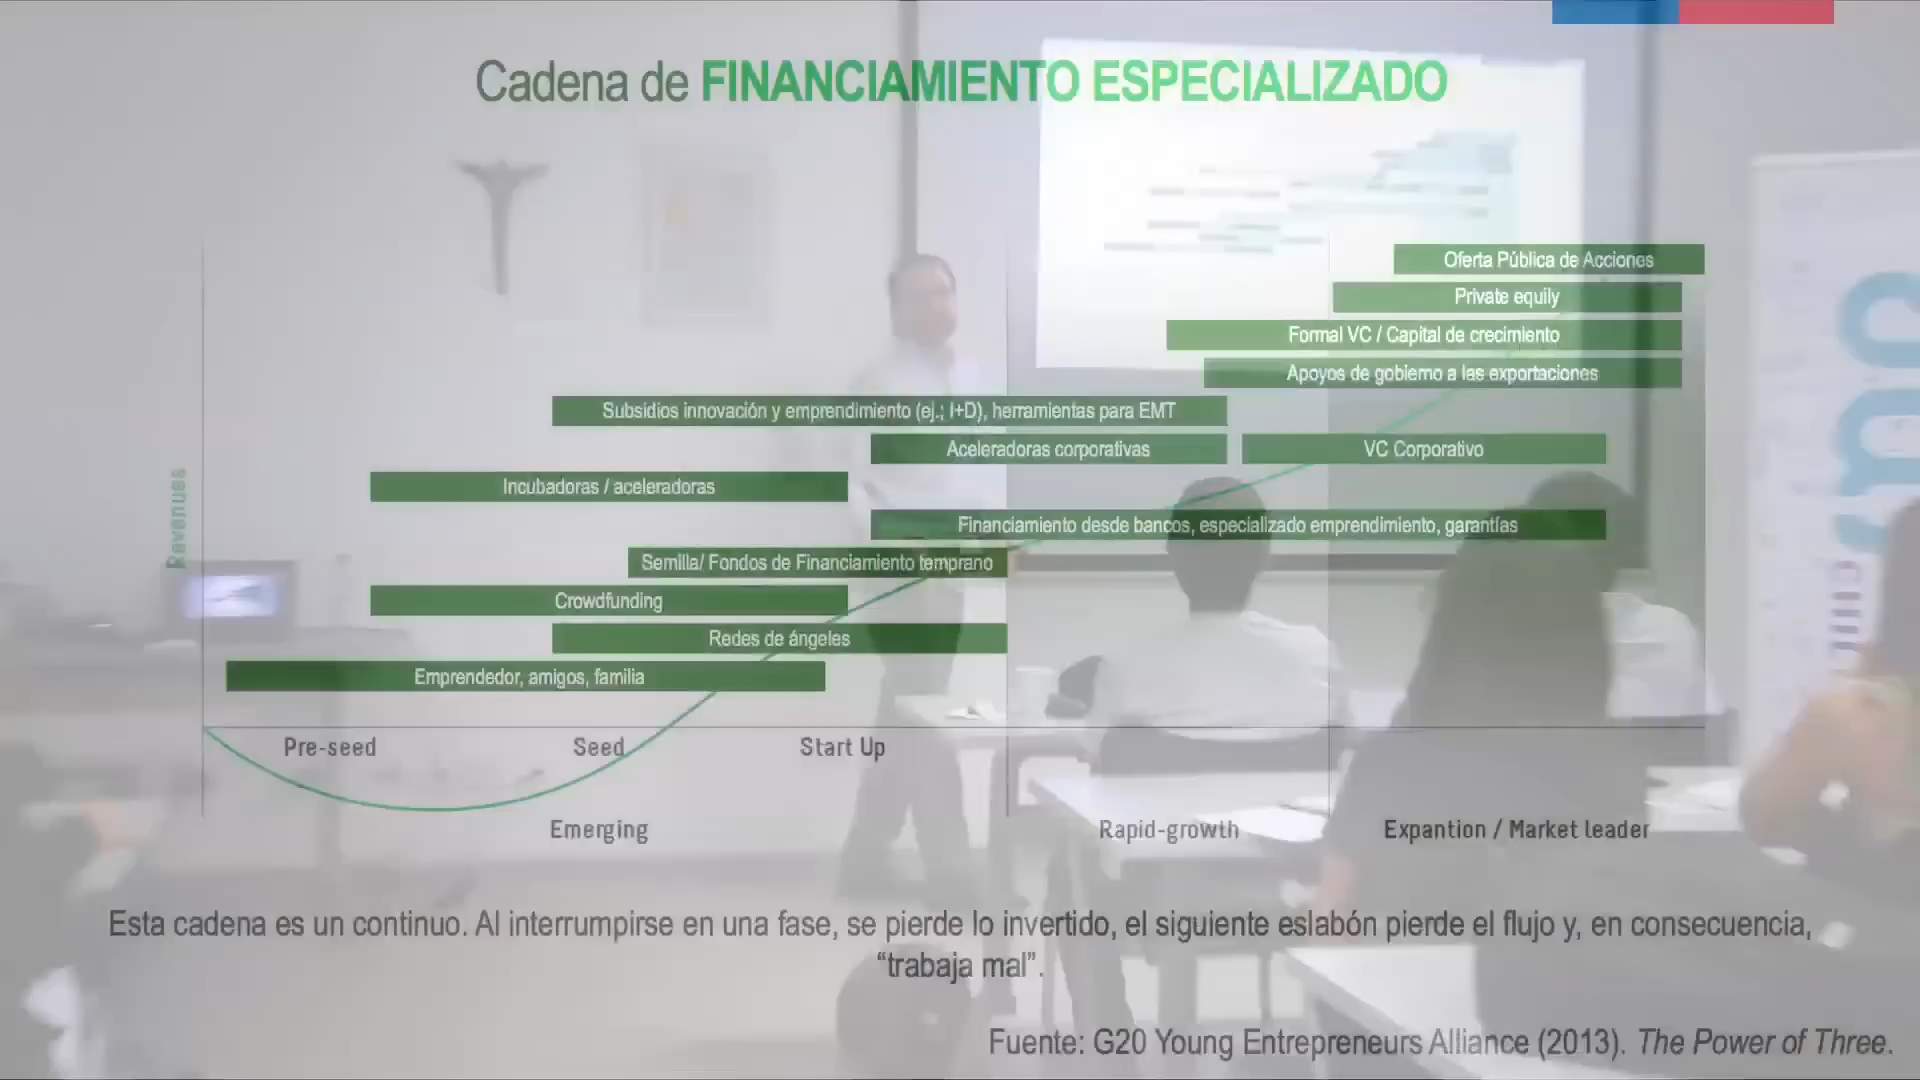 Cadena de FINANCIAMIENTO ESPECIALIZADO
Oferta Pública de Acciones
Private equily
Formal VC / Capital de crecimiento
Apoyos de gobierno a las exportaciones
Subsidios innovación y emprendimiento (ej.; I+D), herramientas para EMT
Aceleradoras corporativas
VC Corporativo
Incubadoras / aceleradoras
Revenues
Financiamiento desde bancos, especializado emprendimiento, garantías
Semilla/ Fondos de Financiamiento temprano
Crowdfunding
Redes de ángeles
Emprendedor, amigos, familia
Pre-seed
Seed
Start Up
Emerging
Rapid-growth
Expantion / Market leader
Esta cadena es un continuo. Al interrumpirse en una fase, se pierde lo invertido, el siguiente eslabón pierde el flujo y, en consecuencia,
“trabaja mal”.
Fuente: G20 Young Entrepreneurs Alliance (2013). The Power of Three.